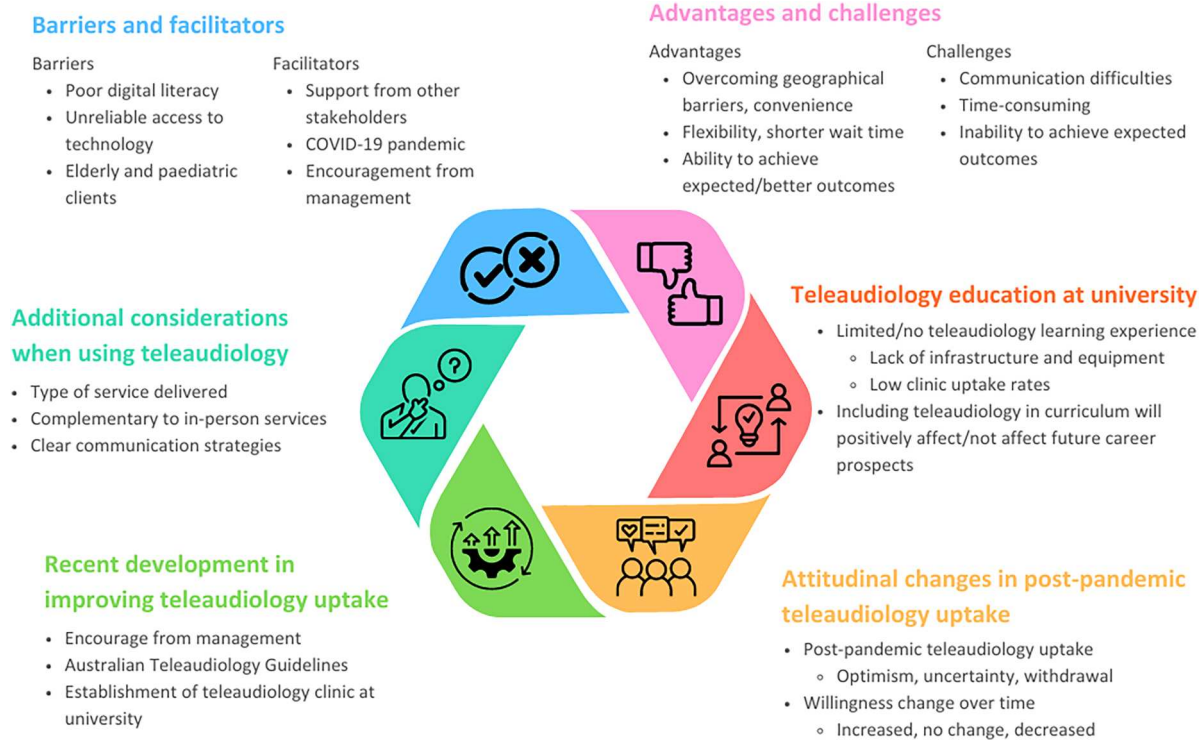 Barriers and facilitators
Barriers
• Poor digital literacy
• Unreliable access to
technology
• Elderly and paediatric
clients
Facilitators
• Support from other
stakeholders
• COVID-19 pandemic
• Encouragement from
management
Advantages and challenges
Advantages
• Overcoming geographical
barriers, convenience
• Flexibility, shorter wait time
• Ability to achieve
expected/better outcomes
Challenges
• Communication difficulties
• Time-consuming
• Inability to achieve expected
outcomes
Teleaudiology education at university
• Limited/no teleaudiology learning experience
◦ Lack of infrastructure and equipment
◦ Low clinic uptake rates
• Including teleaudiology in curriculum will
positively affect/not affect future career
prospects
Attitudinal changes in post-pandemic
teleaudiology uptake
• Post-pandemic teleaudiology uptake
◦ Optimism, uncertainty, withdrawal
• Willingness change over time
◦ Increased, no change, decreased
Recent development in
improving teleaudiology uptake
• Encourage from management
• Australian Teleaudiology Guidelines
• Establishment of teleaudiology clinic at
university
Additional considerations
when using teleaudiology
• Type of service delivered
• Complementary to in-person services
• Clear communication strategies
?